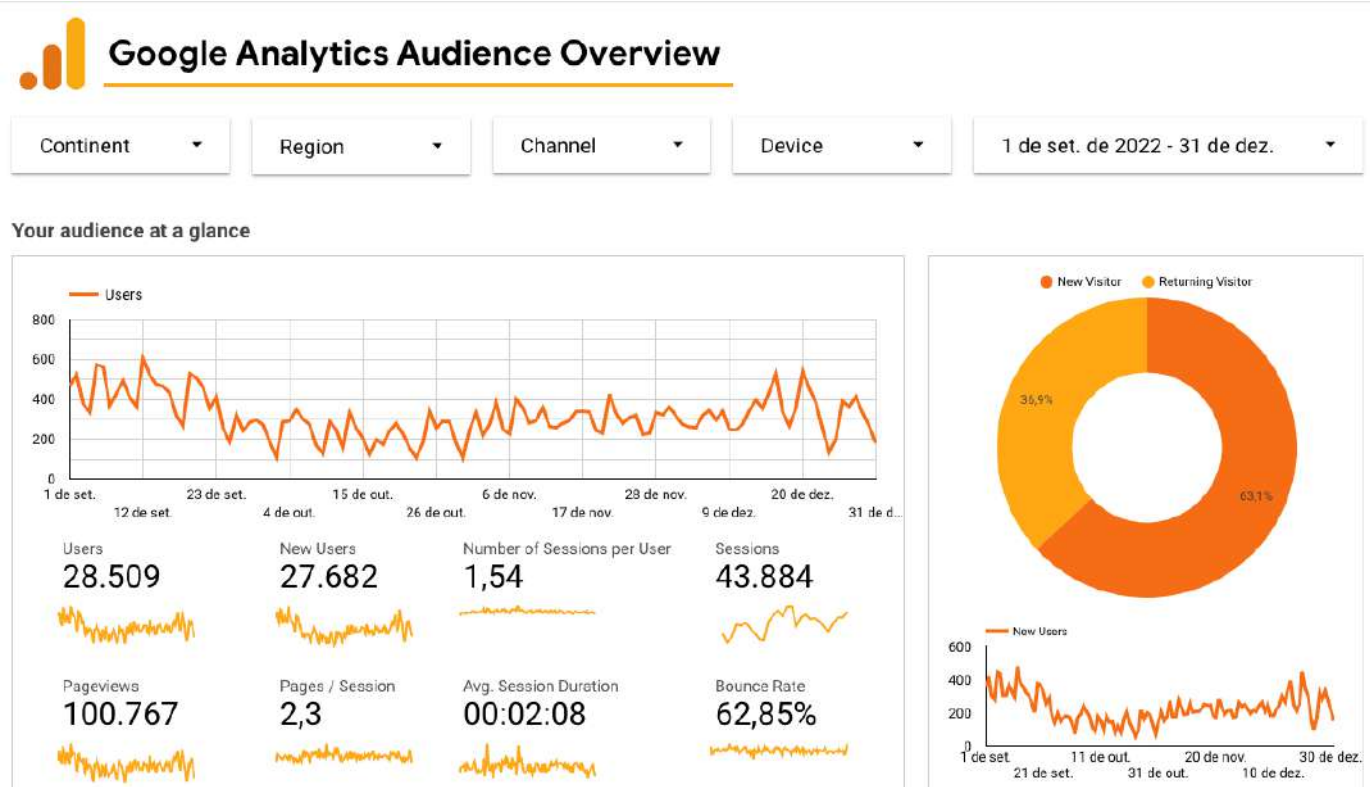 Google Analytics Audience Overview
Continent
Region
Channel
Device
1 de set. de 2022 - 31 de dez.
Your audience at a glance
Users
800
600
400
200
0
1 de set.
12 de set.
23 de set.
4 de out.
15 de out.
26 de out.
6 de nov.
17 de nov.
28 de nov.
9 de dez.
20 de dez.
31 de d...
Users
28.509
New Users
27.682
Number of Sessions per User
1,54
Sessions
43.884
Pageviews
100.767
Pages / Session
2,3
Avg. Session Duration
00:02:08
Bounce Rate
62,85%
New Visitor
Returning Visitor
36,9%
63,1%
New Users
600
400
200
0
1 de set.
21 de set.
11 de out.
31 de out.
20 de nov.
10 de dez.
30 de dez.